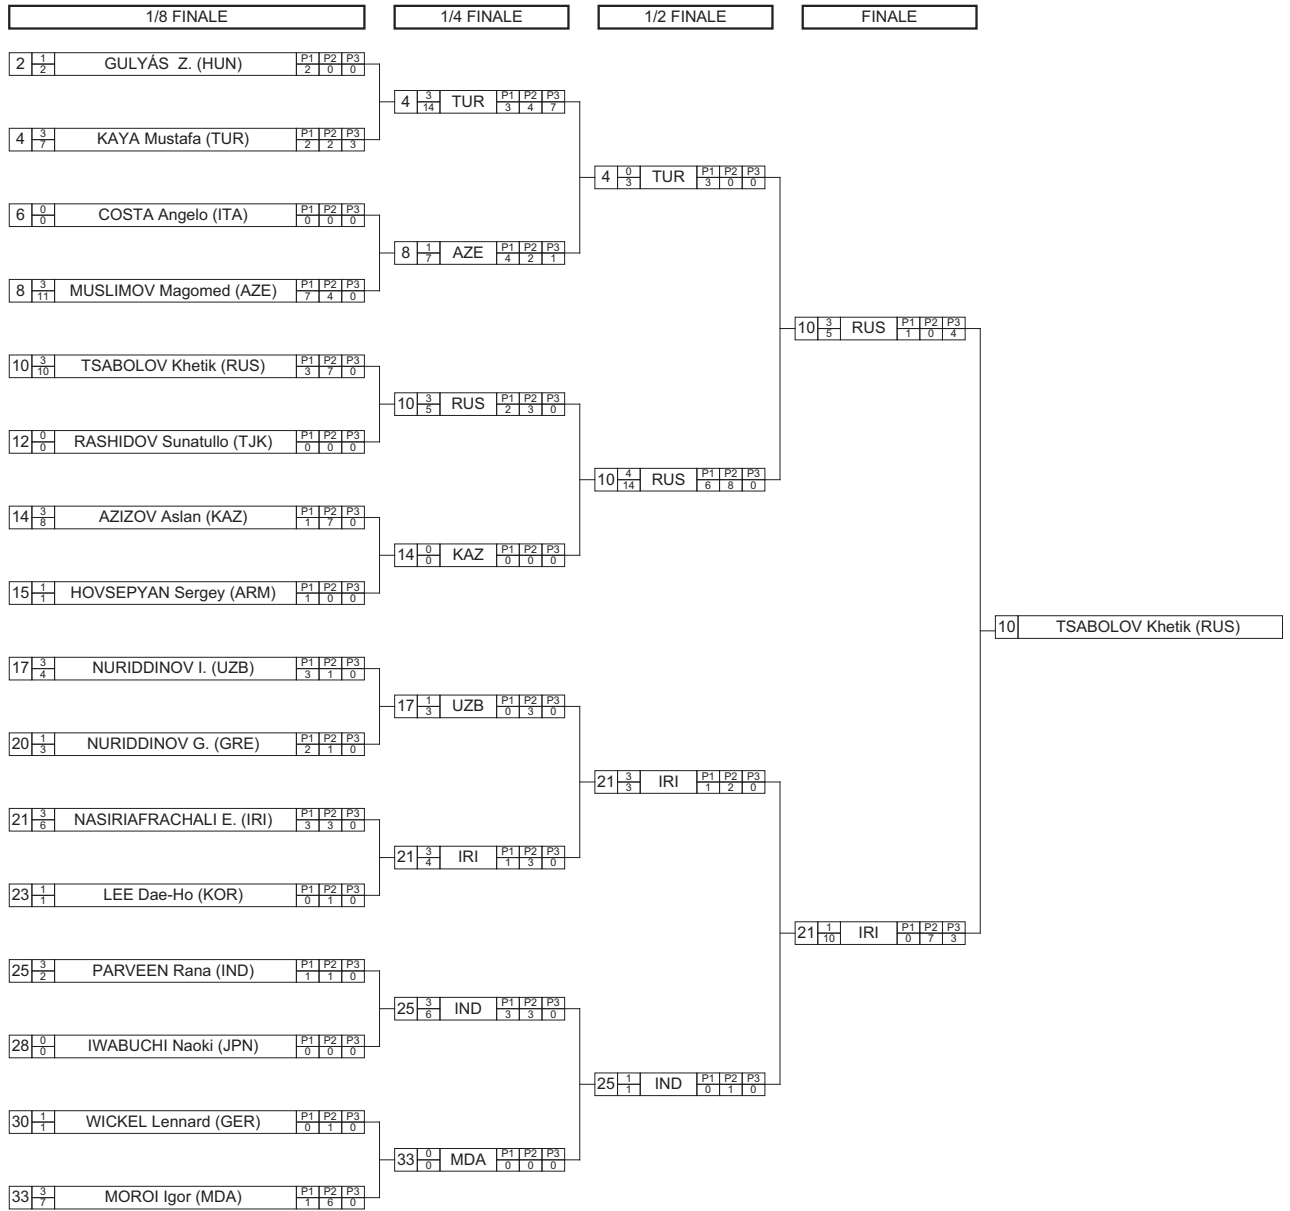 1/8 FINALE 1/4 FINALE 1/2 FINALE FINALE
2 1 2 GULYÁS Z. (HUN) P1 P2 P3 2 0 0
4 3 14 TUR P1 P2 P3 3 4 7
4 3 7 KAYA Mustafa (TUR) P1 P2 P3 2 2 3
4 0 3 TUR P1 P2 P3 3 0 0
6 0 0 COSTA Angelo (ITA) P1 P2 P3 0 0 0
8 1 7 AZE P1 P2 P3 4 2 1
8 3 11 MUSLIMOV Magomed (AZE) P1 P2 P3 7 4 0
10 3 5 RUS P1 P2 P3 1 0 4
10 3 10 TSABOLOV Khetik (RUS) P1 P2 P3 3 7 0
10 3 5 RUS P1 P2 P3 2 3 0
12 0 0 RASHIDOV Sunatullo (TJK) P1 P2 P3 0 0 0
10 4 14 RUS P1 P2 P3 6 8 0
14 3 8 AZIZOV Aslan (KAZ) P1 P2 P3 1 7 0
14 0 0 KAZ P1 P2 P3 0 0 0
15 1 1 HOVSEPYAN Sergey (ARM) P1 P2 P3 1 0 0
10 TSABOLOV Khetik (RUS)
17 3 4 NURIDDINOV I. (UZB) P1 P2 P3 3 1 0
17 1 3 UZB P1 P2 P3 0 3 0
20 1 3 NURIDDINOV G. (GRE) P1 P2 P3 2 1 0
21 3 3 IRI P1 P2 P3 1 2 0
21 3 6 NASIRIAFRACHALI E. (IRI) P1 P2 P3 3 3 0
21 3 4 IRI P1 P2 P3 1 3 0
23 1 1 LEE Dae-Ho (KOR) P1 P2 P3 0 1 0
21 1 10 IRI P1 P2 P3 0 7 3
25 3 2 PARVEEN Rana (IND) P1 P2 P3 1 1 0
25 3 6 IND P1 P2 P3 3 3 0
28 0 0 IWABUCHI Naoki (JPN) P1 P2 P3 0 0 0
25 1 1 IND P1 P2 P3 0 1 0
30 1 1 WICKEL Lennard (GER) P1 P2 P3 0 1 0
33 0 0 MDA P1 P2 P3 0 0 0
33 3 7 MOROI Igor (MDA) P1 P2 P3 1 6 0